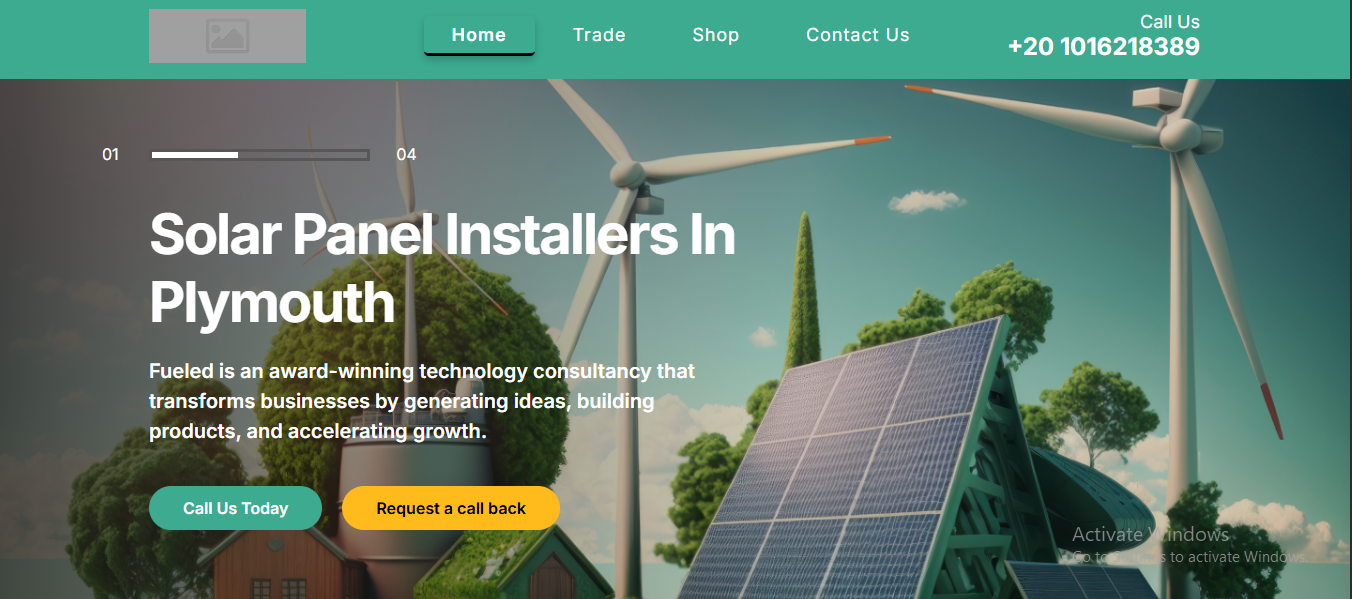 Home
Trade
Shop
Contact Us
Call Us
+20 1016218389
01
04
Solar Panel Installers In
Plymouth
Fueled is an award-winning technology consultancy that
transforms businesses by generating ideas, building
products, and accelerating growth.
Call Us Today
Request a call back
Activate Windows
Go to Settings to activate Windows.